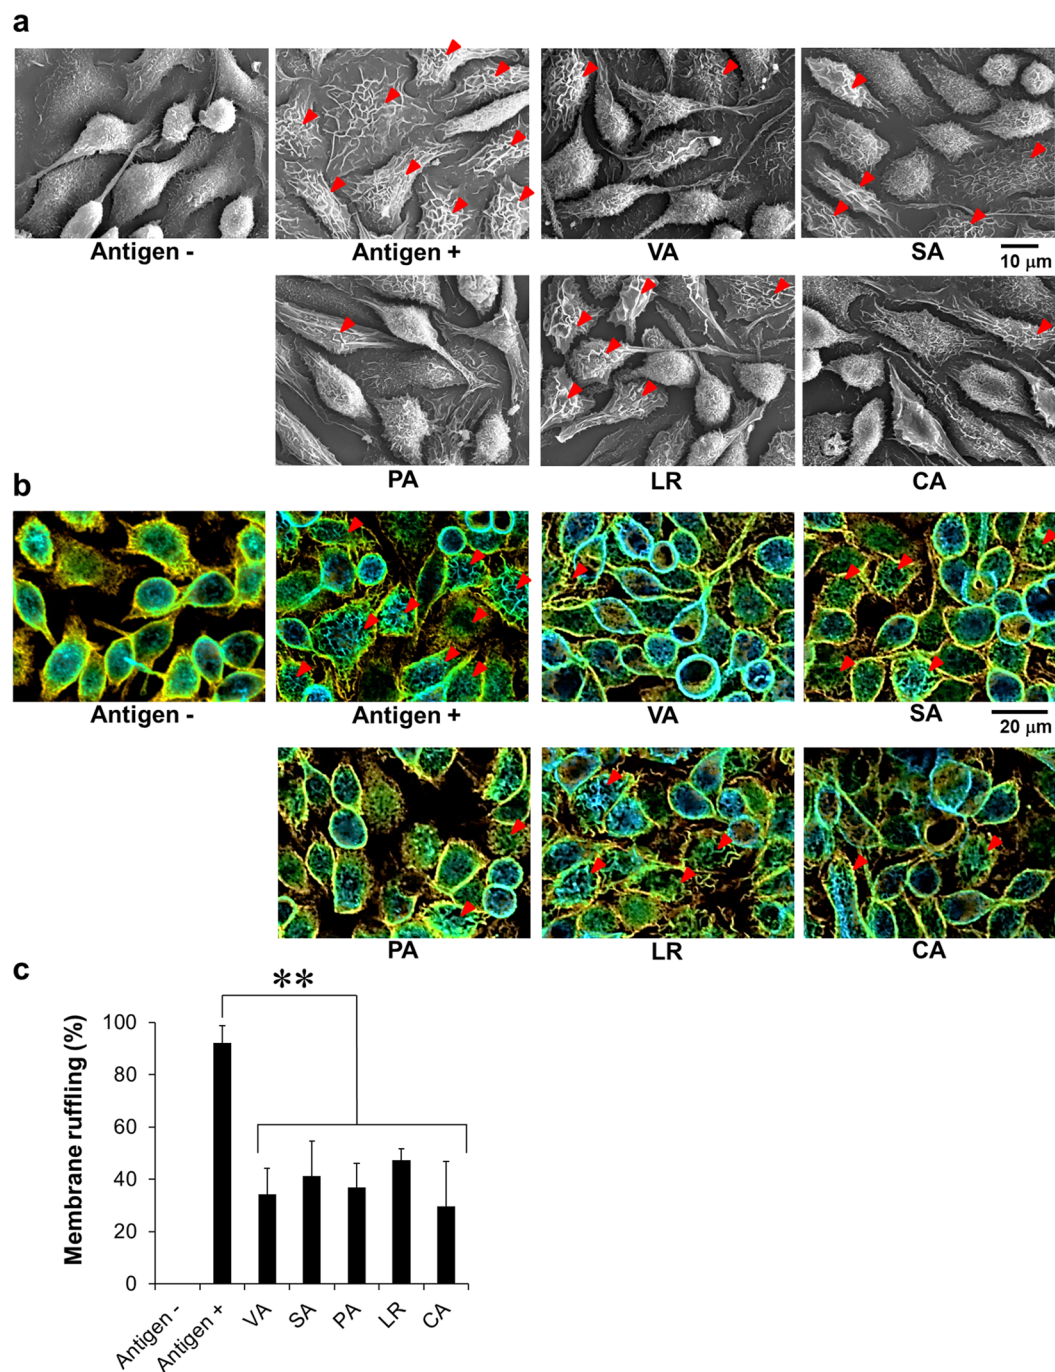 a
Antigen -
Antigen +
VA
SA
10 μm
PA
LR
CA
b
Antigen -
Antigen +
VA
SA
20 μm
PA
LR
CA
c
**
Membrane ruffling (%)
100
80
60
40
20
0
Antigen -
Antigen +
VA
SA
PA
LR
CA